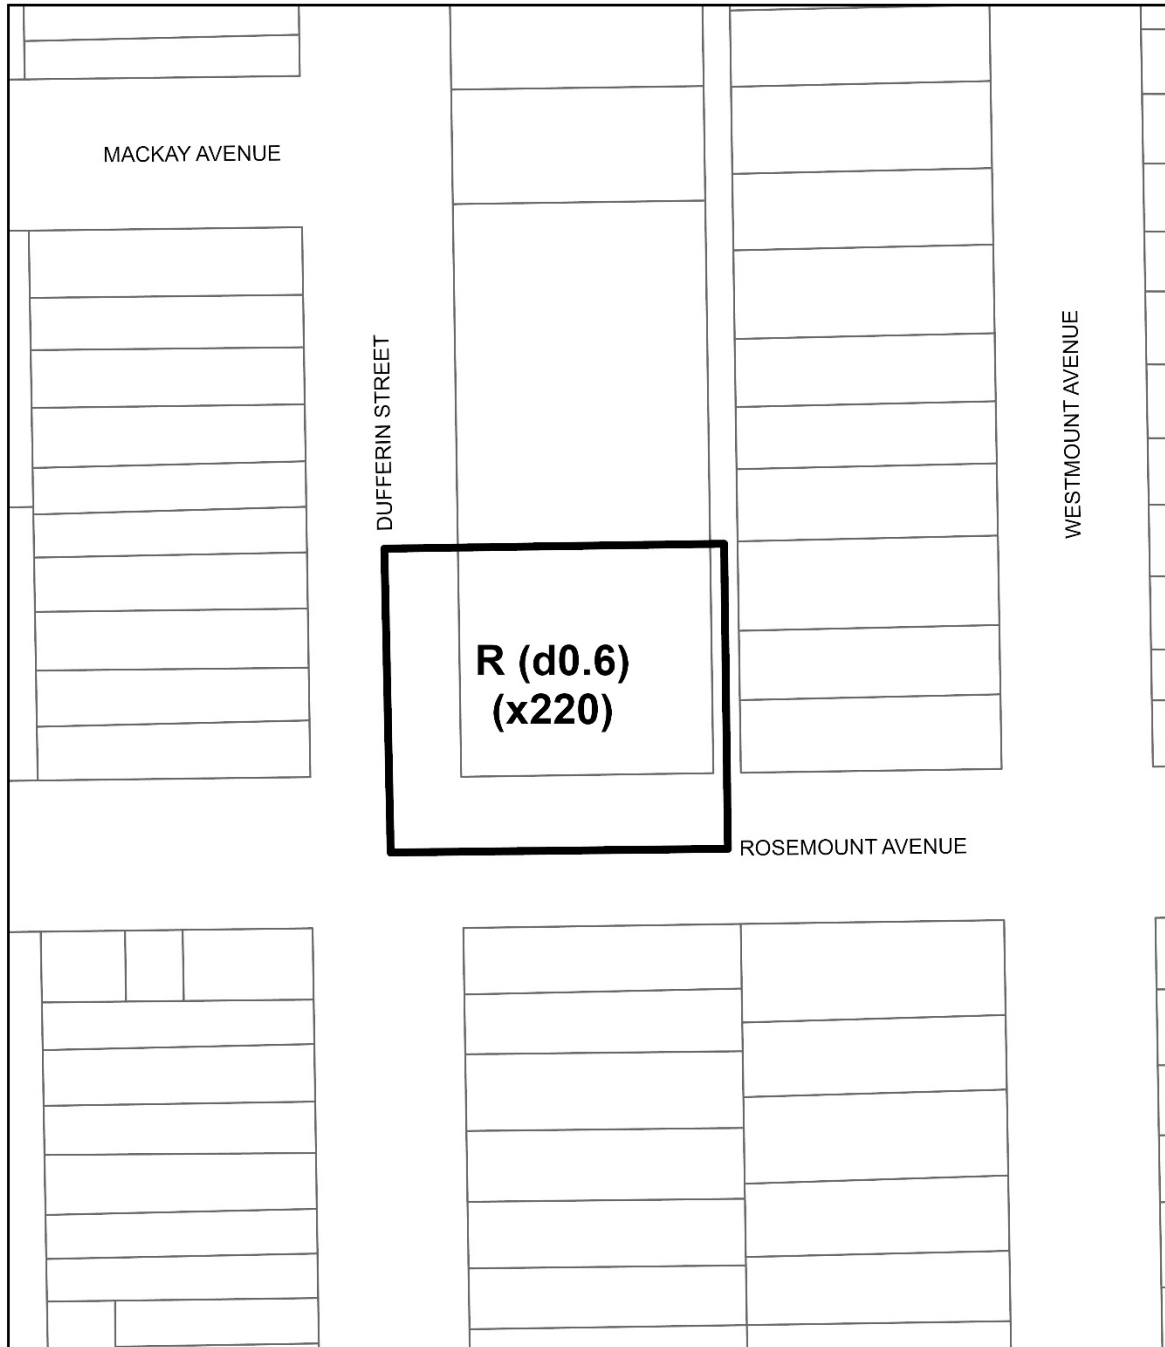 MACKAY AVENUE
DUFFERIN STREET
WESTMOUNT AVENUE
R (d0.6)
(x220)
ROSEMOUNT AVENUE